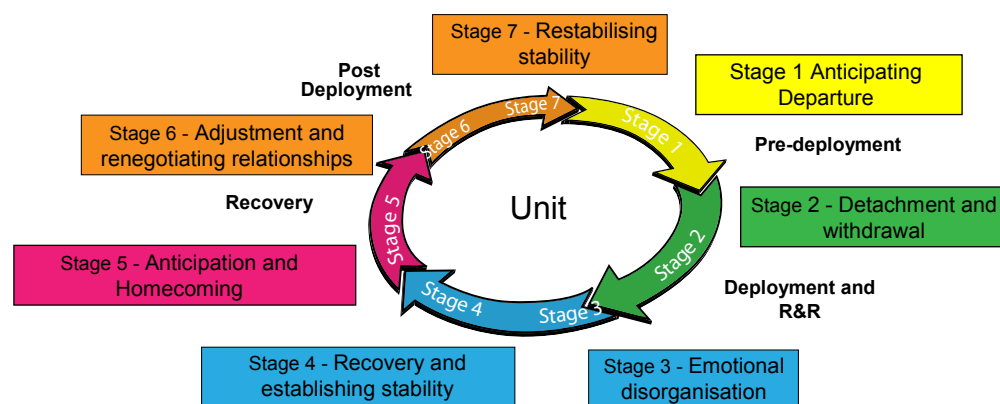 Stage 7 - Restabilising
stability
Post
Deployment
Stage 1 Anticipating
Departure
Stage 6 - Adjustment and
renegotiating relationships
Stage 6
Stage 7
Stage 1
Pre-deployment
Recovery
Unit
Stage 2 - Detachment and
withdrawal
Stage 5
Stage 2
Stage 5 - Anticipation and
Homecoming
Deployment and
R&R
Stage 4
Stage 3
Stage 4 - Recovery and
establishing stability
Stage 3 - Emotional
disorganisation